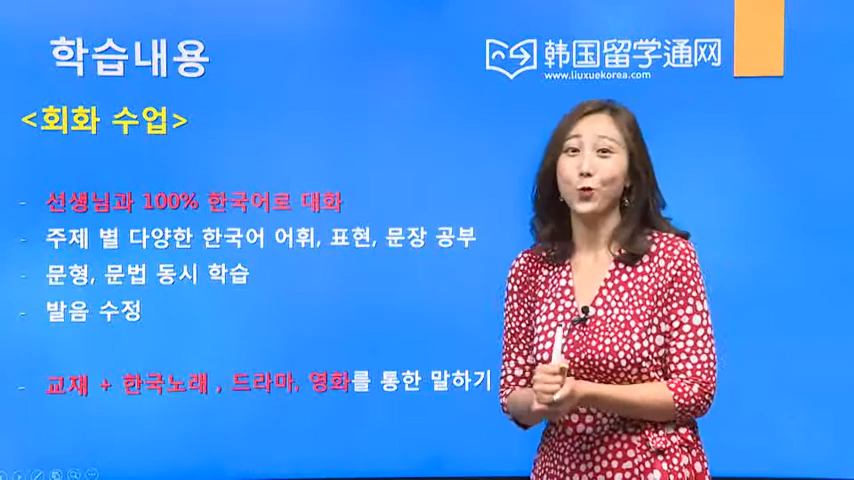 학습내용
韩国留学通网
www.liuxuekorea.com
<회화 수업>
- 선생님과 100% 한국어로 대화
- 주제 별 다양한 한국어 어휘, 표현, 문장 공부
- 문형, 문법 동시 학습
- 발음 수정
- 교재 + 한국노래 , 드라마, 영화를 통한 말하기